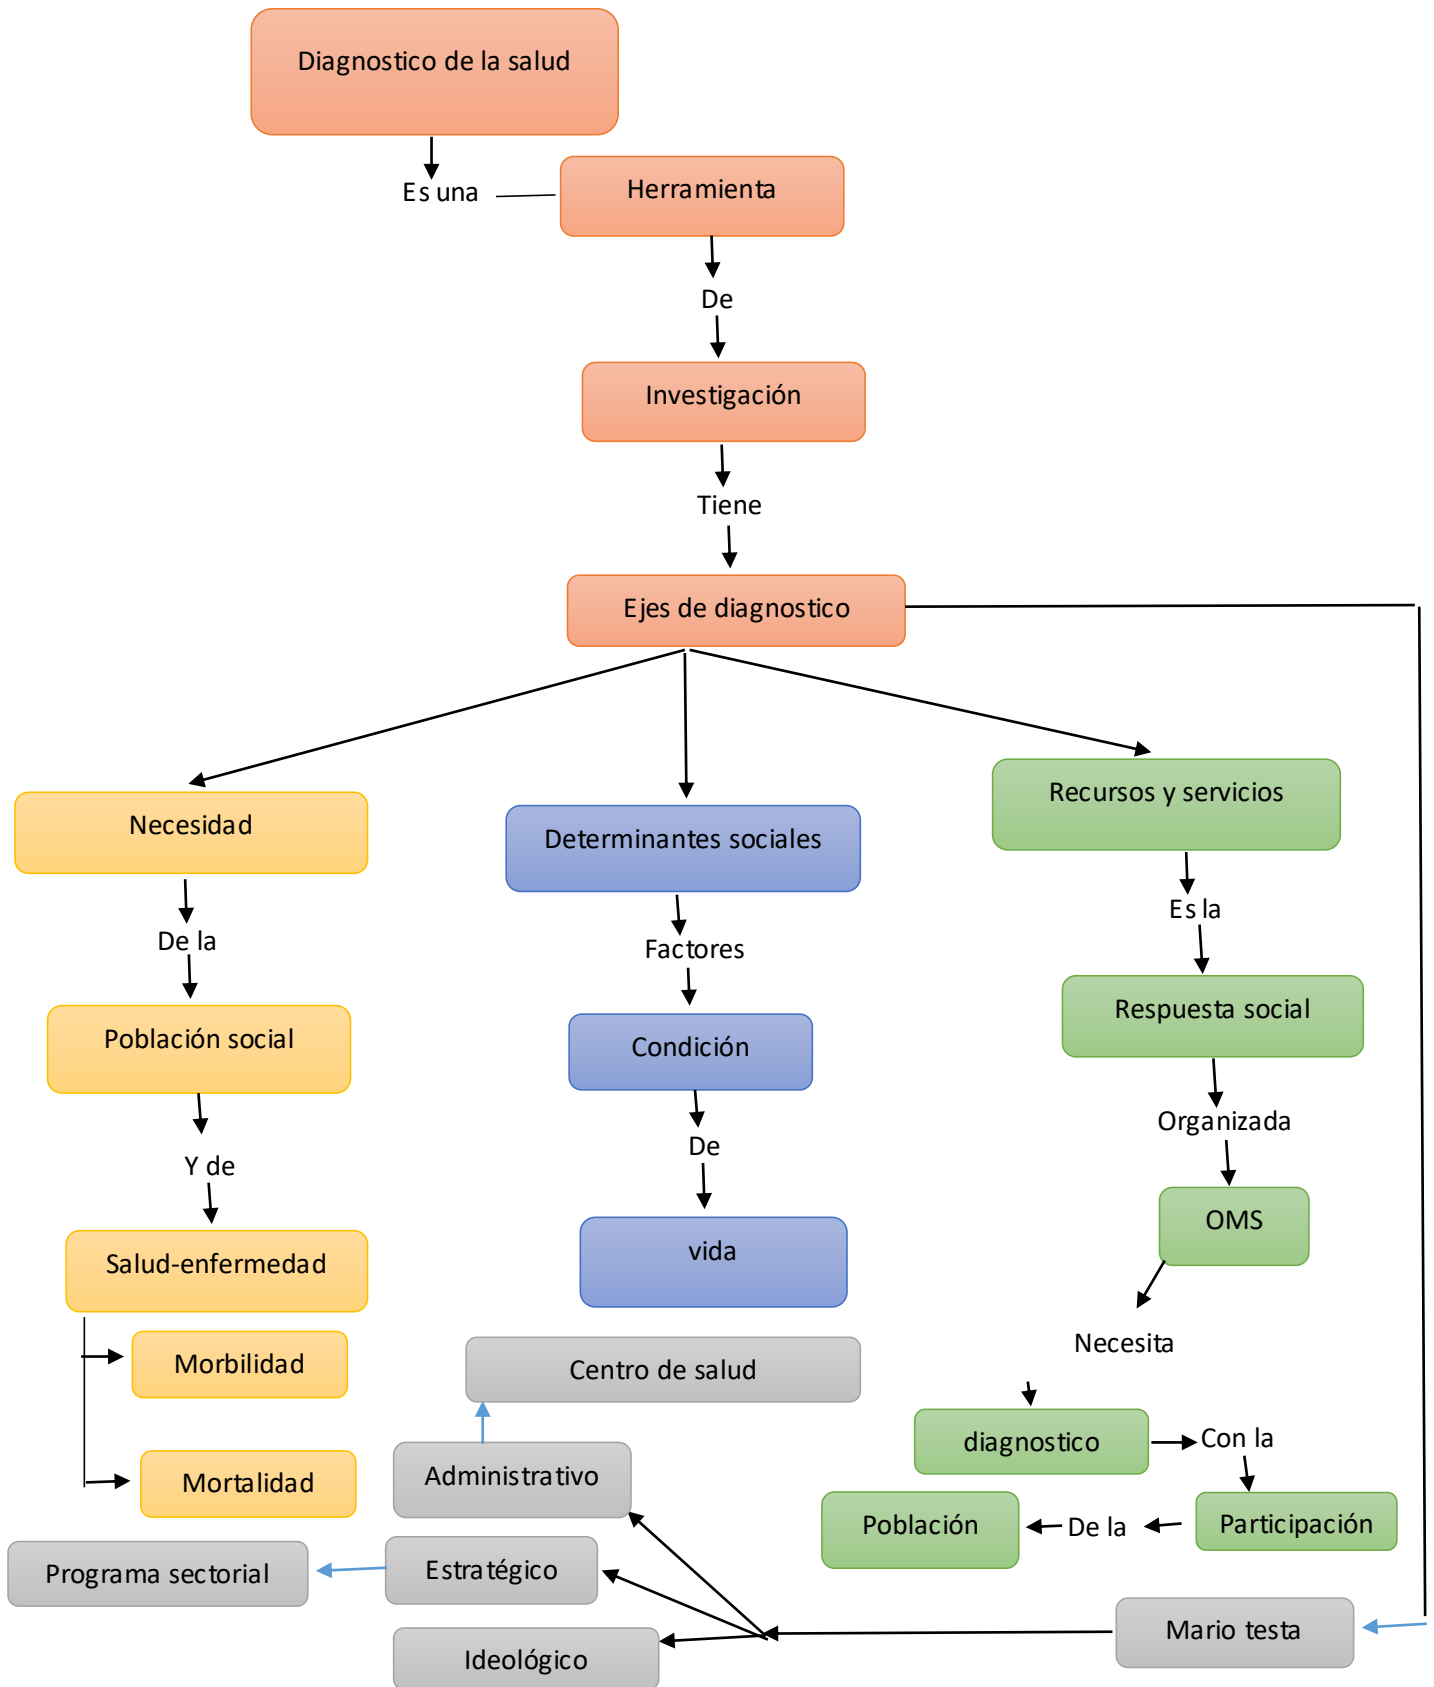 Diagnostico de la salud
Es una
Herramienta
De
Investigación
Tiene
Ejes de diagnostico
Necesidad
De la
Población social
Y de
Salud-enfermedad
Morbilidad
Mortalidad
Determinantes sociales
Factores
Condición
De
vida
Recursos y servicios
Es la
Respuesta social
Organizada
OMS
Necesita
diagnostico
Con la
Participación
De la
Población
Mario testa
Administrativo
Centro de salud
Estratégico
Programa sectorial
Ideológico